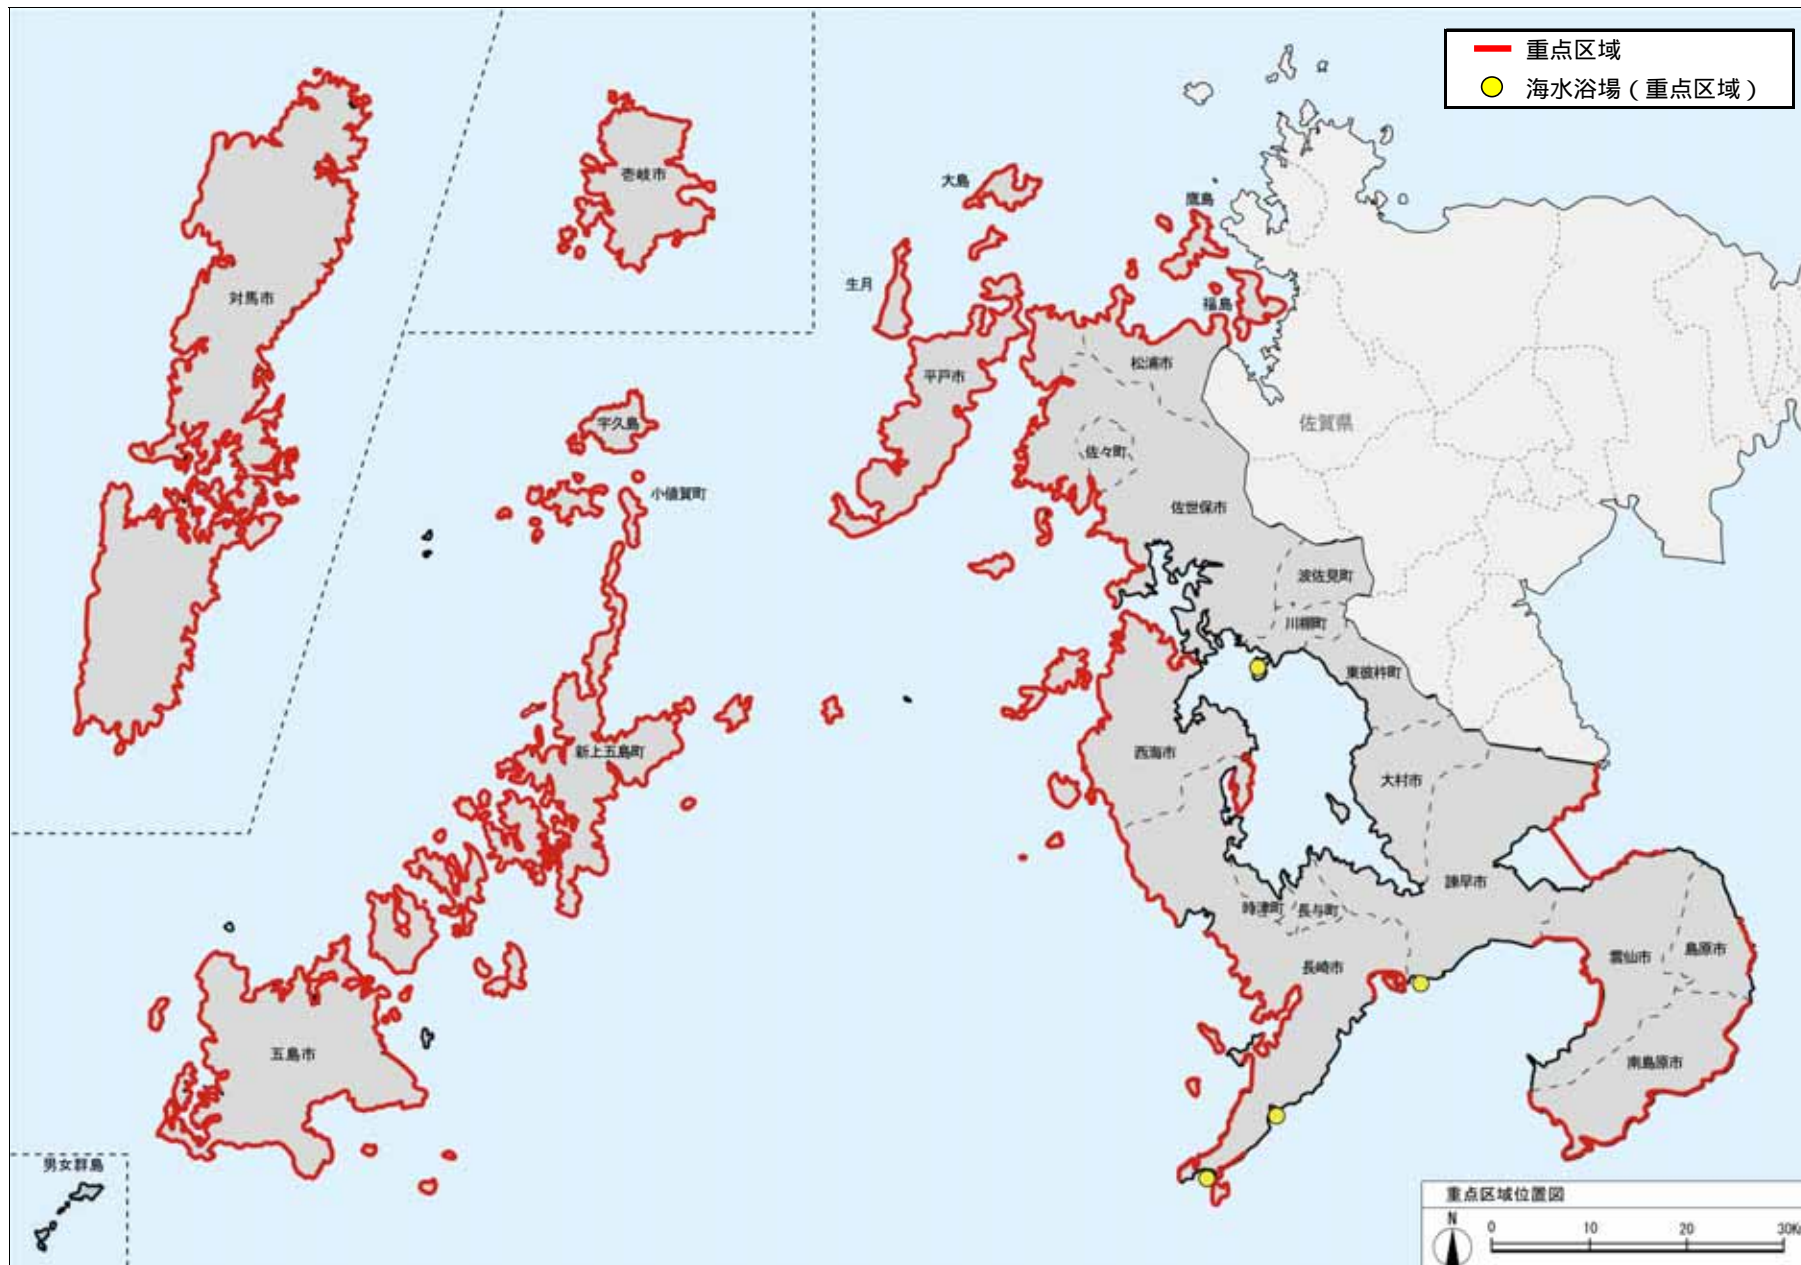 重点区域
海水浴場（重点区域）
対馬市
壱岐市
大島
鷹島
生月
福島
松浦市
平戸市
佐賀県
宇久島
佐々町
小値賀町
佐世保市
波佐見町
川棚町
東彼杵町
新上五島町
西海市
大村市
諫早市
時津町
長与町
長崎市
雲仙市
島原市
五島市
南島原市
男女群島
重点区域位置図
N
0 10 20 30K